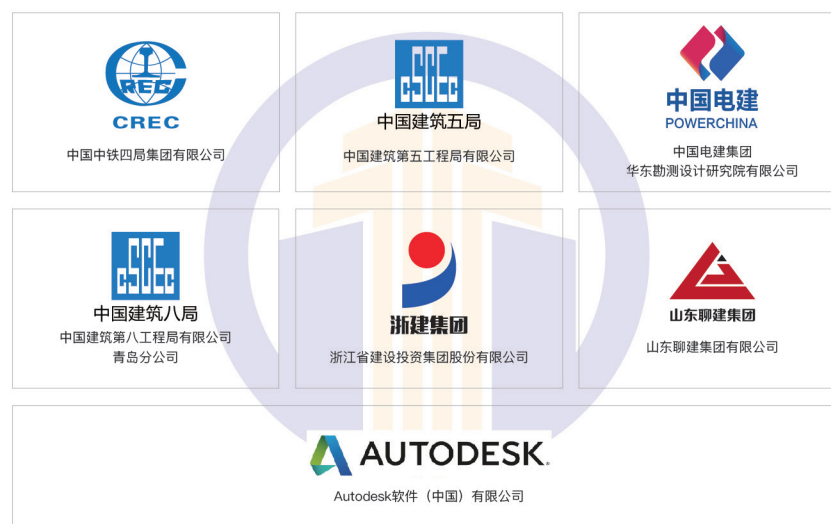 CREC
CREC
中国中铁四局集团有限公司
CSCEC
中国建筑五局
中国建筑第五工程局有限公司
中国电建
POWERCHINA
中国电建集团
华东勘测设计研究院有限公司
CSCEC
中国建筑八局
中国建筑第八工程局有限公司
青岛分公司
浙建集团
浙江省建设投资集团股份有限公司
山东聊建集团
山东聊建集团有限公司
AUTODESK.
Autodesk软件（中国）有限公司